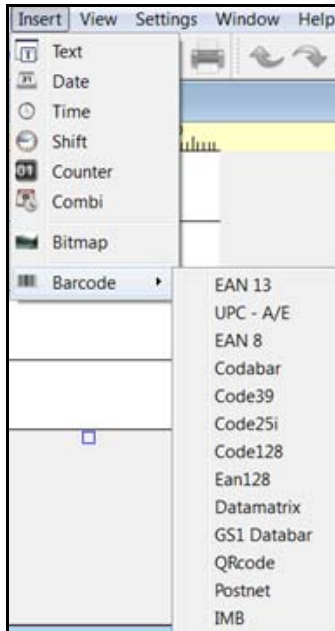 Insert View Settings Window Help
Text
Date
Time
Shift
Counter
Combi
Bitmap
Barcode
EAN 13
UPC - A/E
EAN 8
Codabar
Code39
Code25i
Code128
Ean128
Datamatrix
GS1 Databar
QRcode
Postnet
IMB